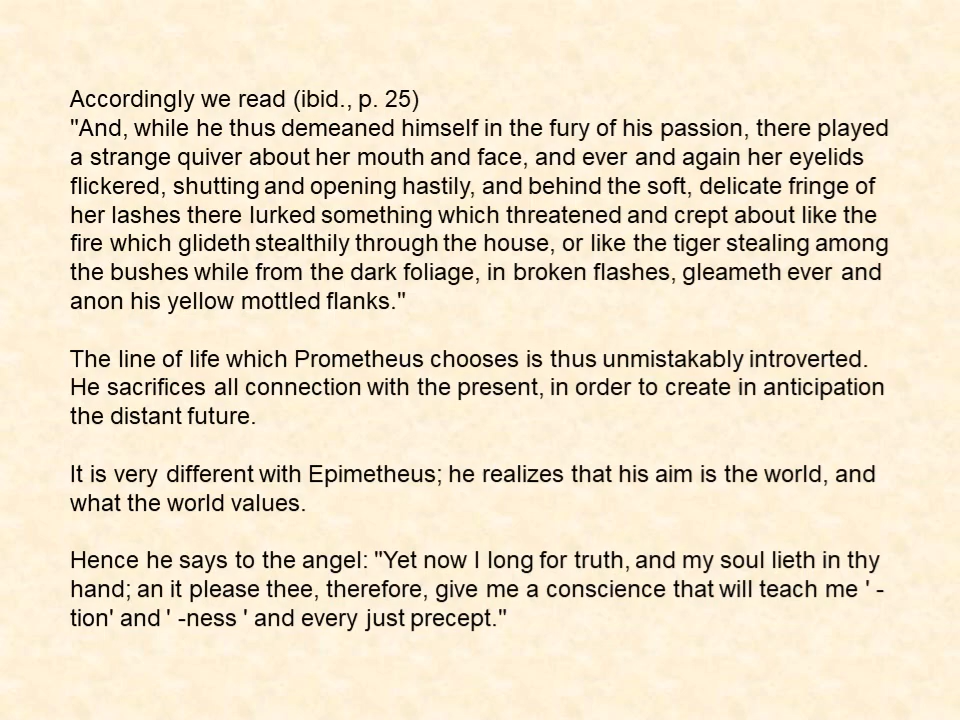 Accordingly we read (ibid., p. 25)
"And, while he thus demeaned himself in the fury of his passion, there played
a strange quiver about her mouth and face, and ever and again her eyelids
flickered, shutting and opening hastily, and behind the soft, delicate fringe of
her lashes there lurked something which threatened and crept about like the
fire which glideth stealthily through the house, or like the tiger stealing among
the bushes while from the dark foliage, in broken flashes, gleameth ever and
anon his yellow mottled flanks."
The line of life which Prometheus chooses is thus unmistakably introverted.
He sacrifices all connection with the present, in order to create in anticipation
the distant future.
It is very different with Epimetheus; he realizes that his aim is the world, and
what the world values.
Hence he says to the angel: "Yet now I long for truth, and my soul lieth in thy
hand; an it please thee, therefore, give me a conscience that will teach me ' -
tion' and ' -ness ' and every just precept."